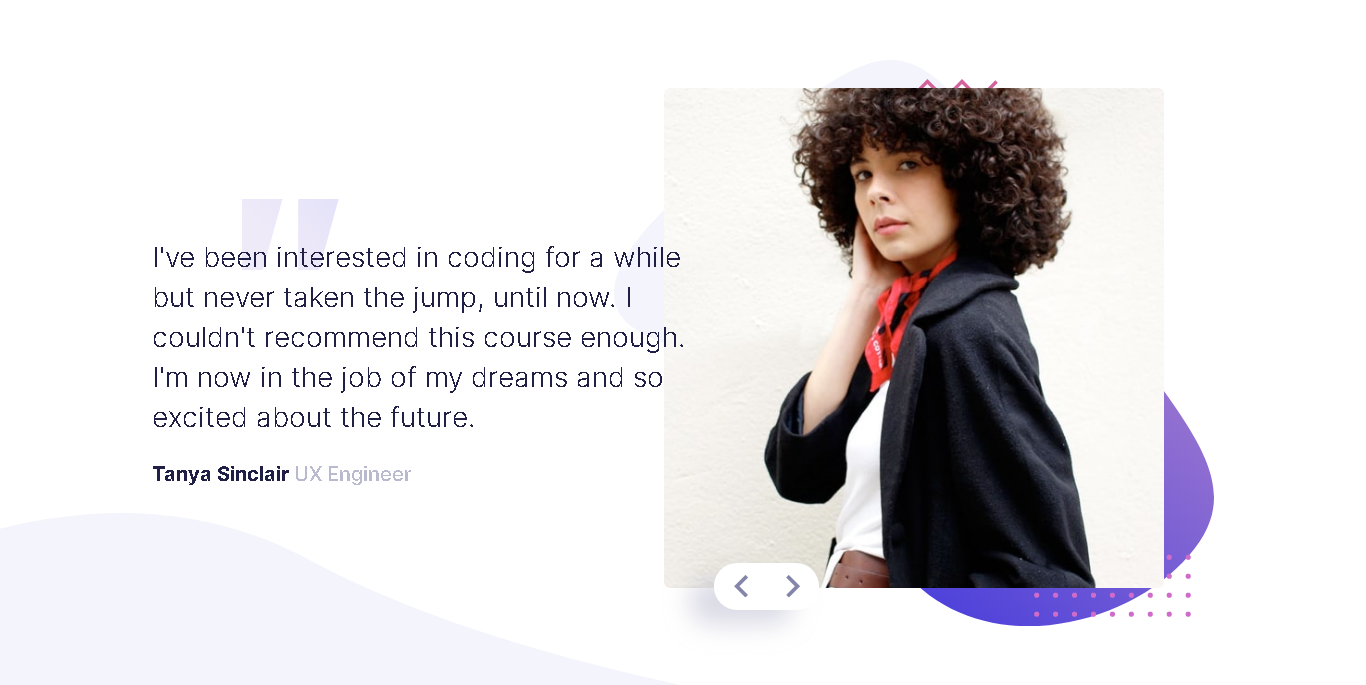 I've been interested in coding for a while
but never taken the jump, until now. I
couldn't recommend this course enough.
I'm now in the job of my dreams and so
excited about the future.
Tanya Sinclair UX Engineer